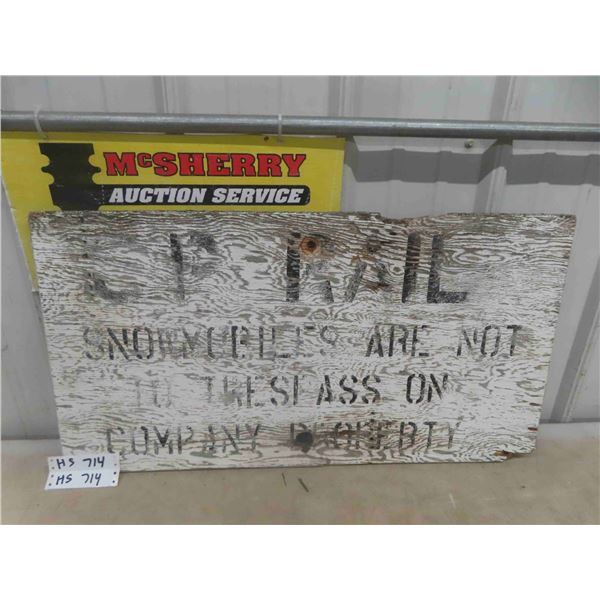 McSHERRY
AUCTION SERVICE
CP RAIL
SNOWMOBILES ARE NOT
TO TRESPASS ON
COMPANY PROPERTY
HS 714
HS 714